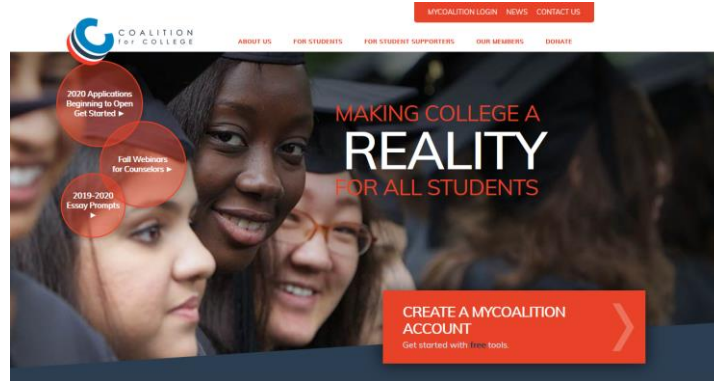 MYCOALITION LOGIN NEWS CONTACT US
COALITION
for COLLEGE
ABOUT US FOR STUDENTS FOR STUDENT SUPPORTERS OUR MEMBERS DONATE
2020 Applications
Beginning to Open
Get Started ►
Fall Webinars
for Counselors ►
2019-2020
Essay Prompts
►
MAKING COLLEGE A
REALITY
FOR ALL STUDENTS
CREATE A MYCOALITION
ACCOUNT
Get started with free tools.